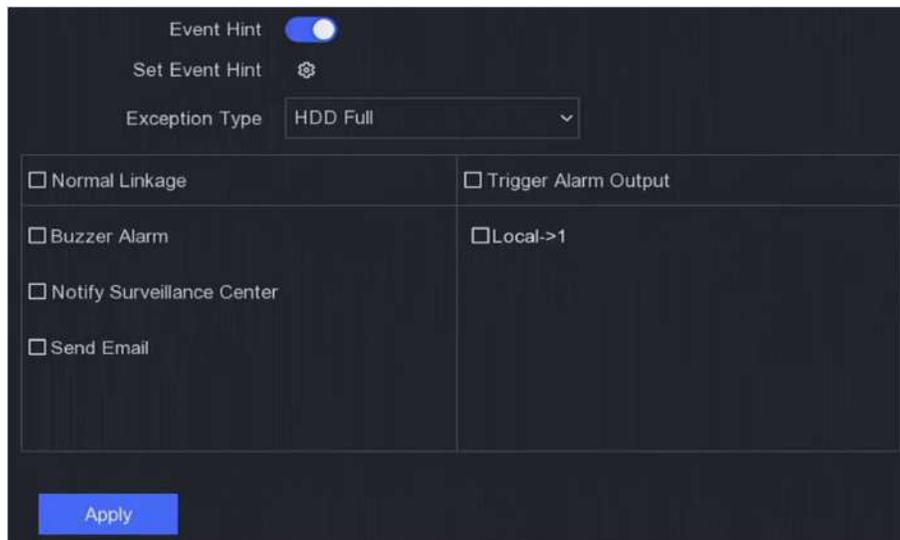 Event Hint
Set Event Hint
Exception Type HDD Full
Normal Linkage Trigger Alarm Output
Buzzer Alarm Local->1
Notify Surveillance Center
Send Email
Apply